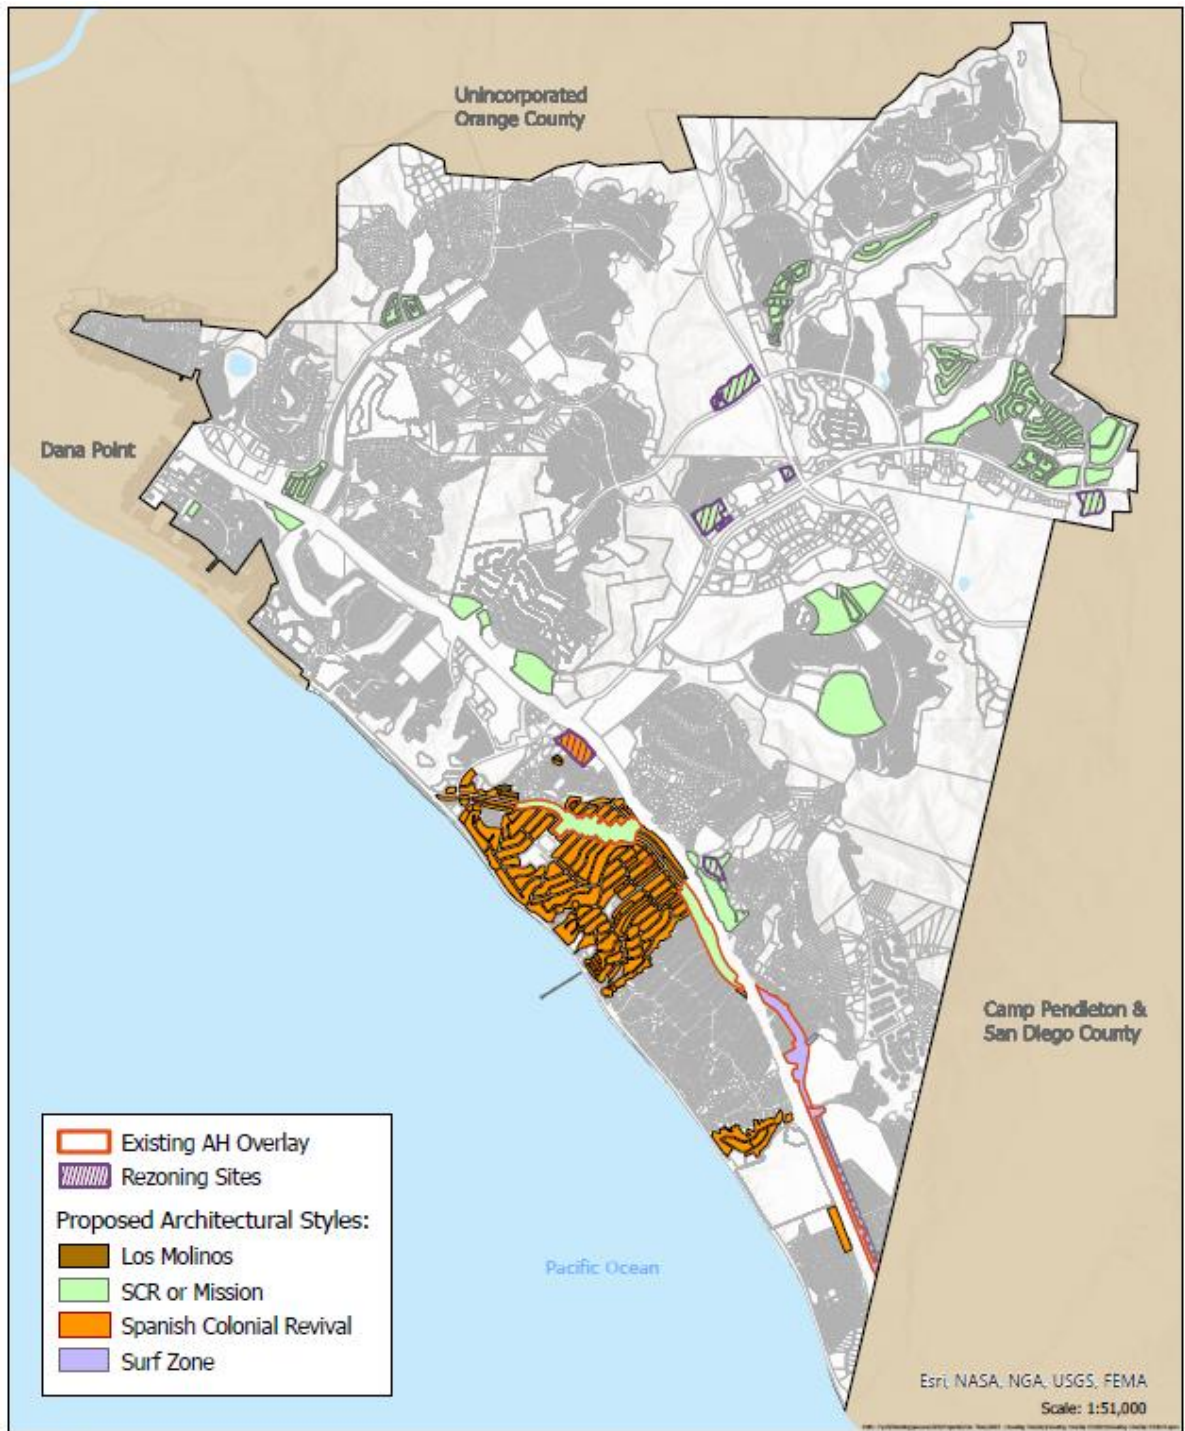 Unincorporated
Orange County
Dana Point
Camp Pendleton &
San Diego County
Existing AH Overlay
Rezoning Sites
Proposed Architectural Styles:
Los Molinos
SCR or Mission
Spanish Colonial Revival
Surf Zone
Pacific Ocean
Esri, NASA, NGA, USGS, FEMA
Scale: 1:51,000